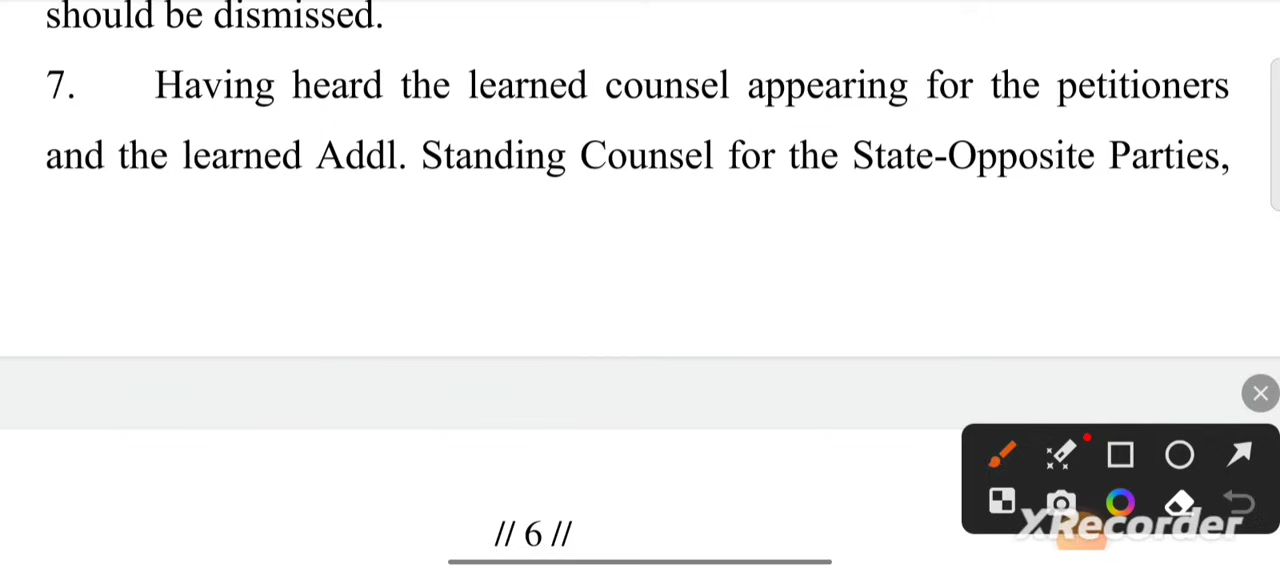 should be dismissed.
7. Having heard the learned counsel appearing for the petitioners
and the learned Addl. Standing Counsel for the State-Opposite Parties,
// 6 //
XRecorder